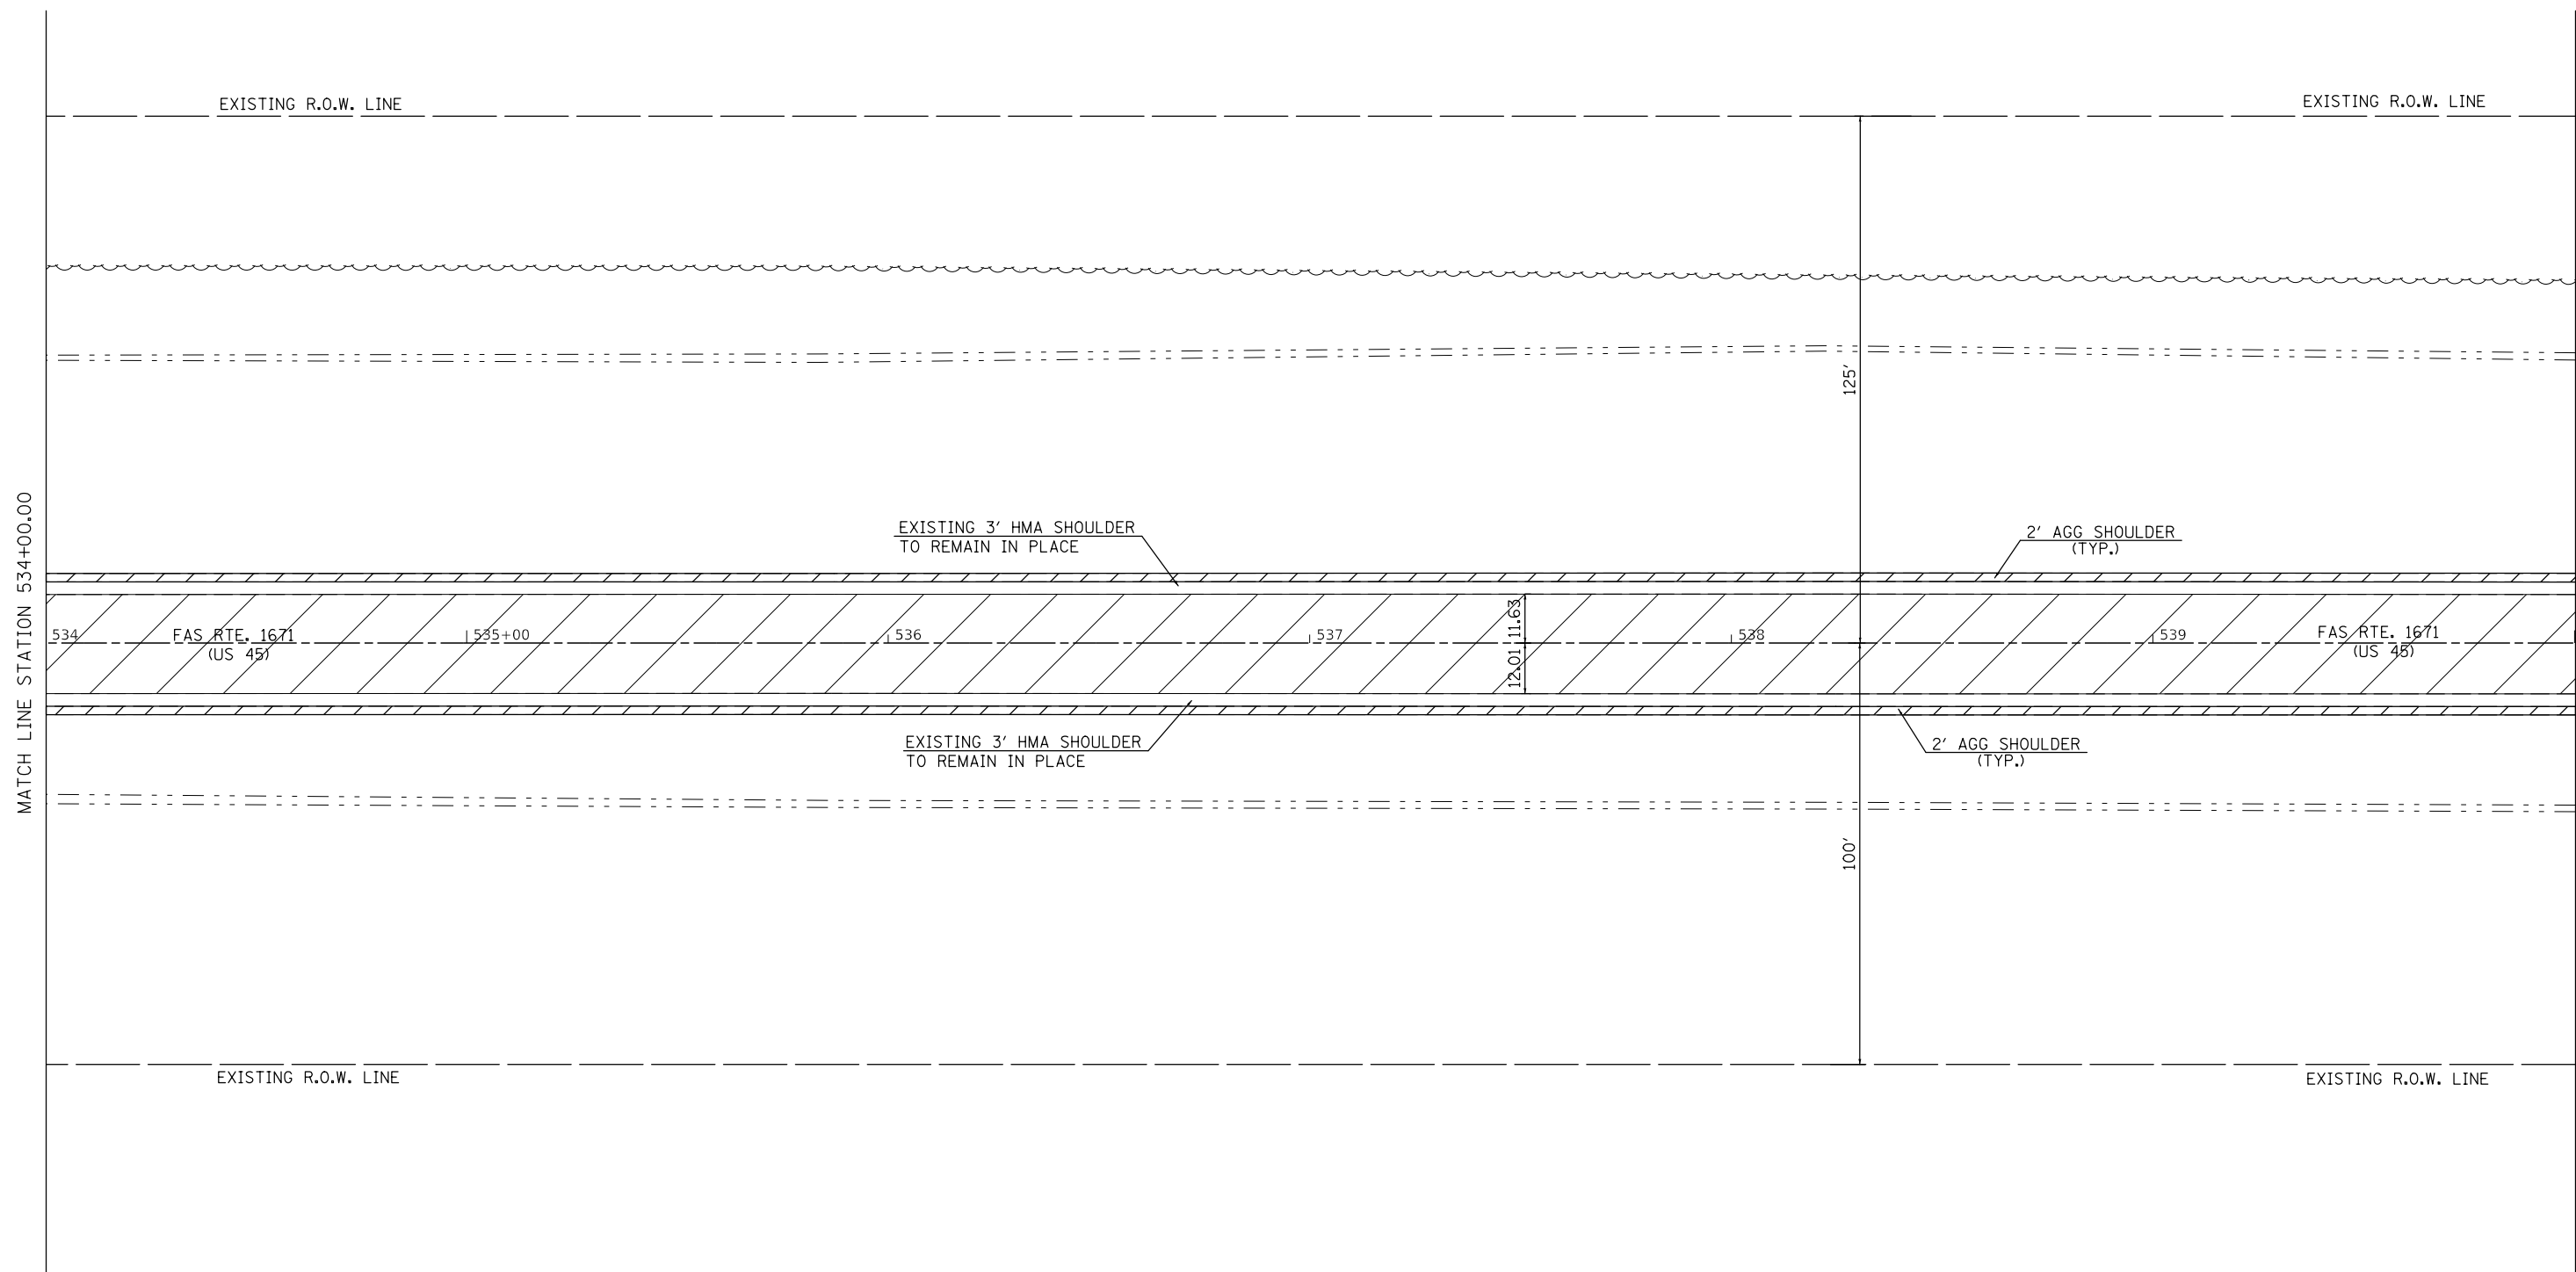 EXISTING R.O.W. LINE
EXISTING R.O.W. LINE
125'
MATCH LINE STATION 534+00.00
EXISTING 3' HMA SHOULDER
TO REMAIN IN PLACE
2' AGG SHOULDER
(TYP.)
534
FAS RTE. 1671
(US 45)
535+00
536
537
11.63
12.01
538
539
FAS RTE. 1671
(US 45)
EXISTING 3' HMA SHOULDER
TO REMAIN IN PLACE
2' AGG SHOULDER
(TYP.)
100'
EXISTING R.O.W. LINE
EXISTING R.O.W. LINE